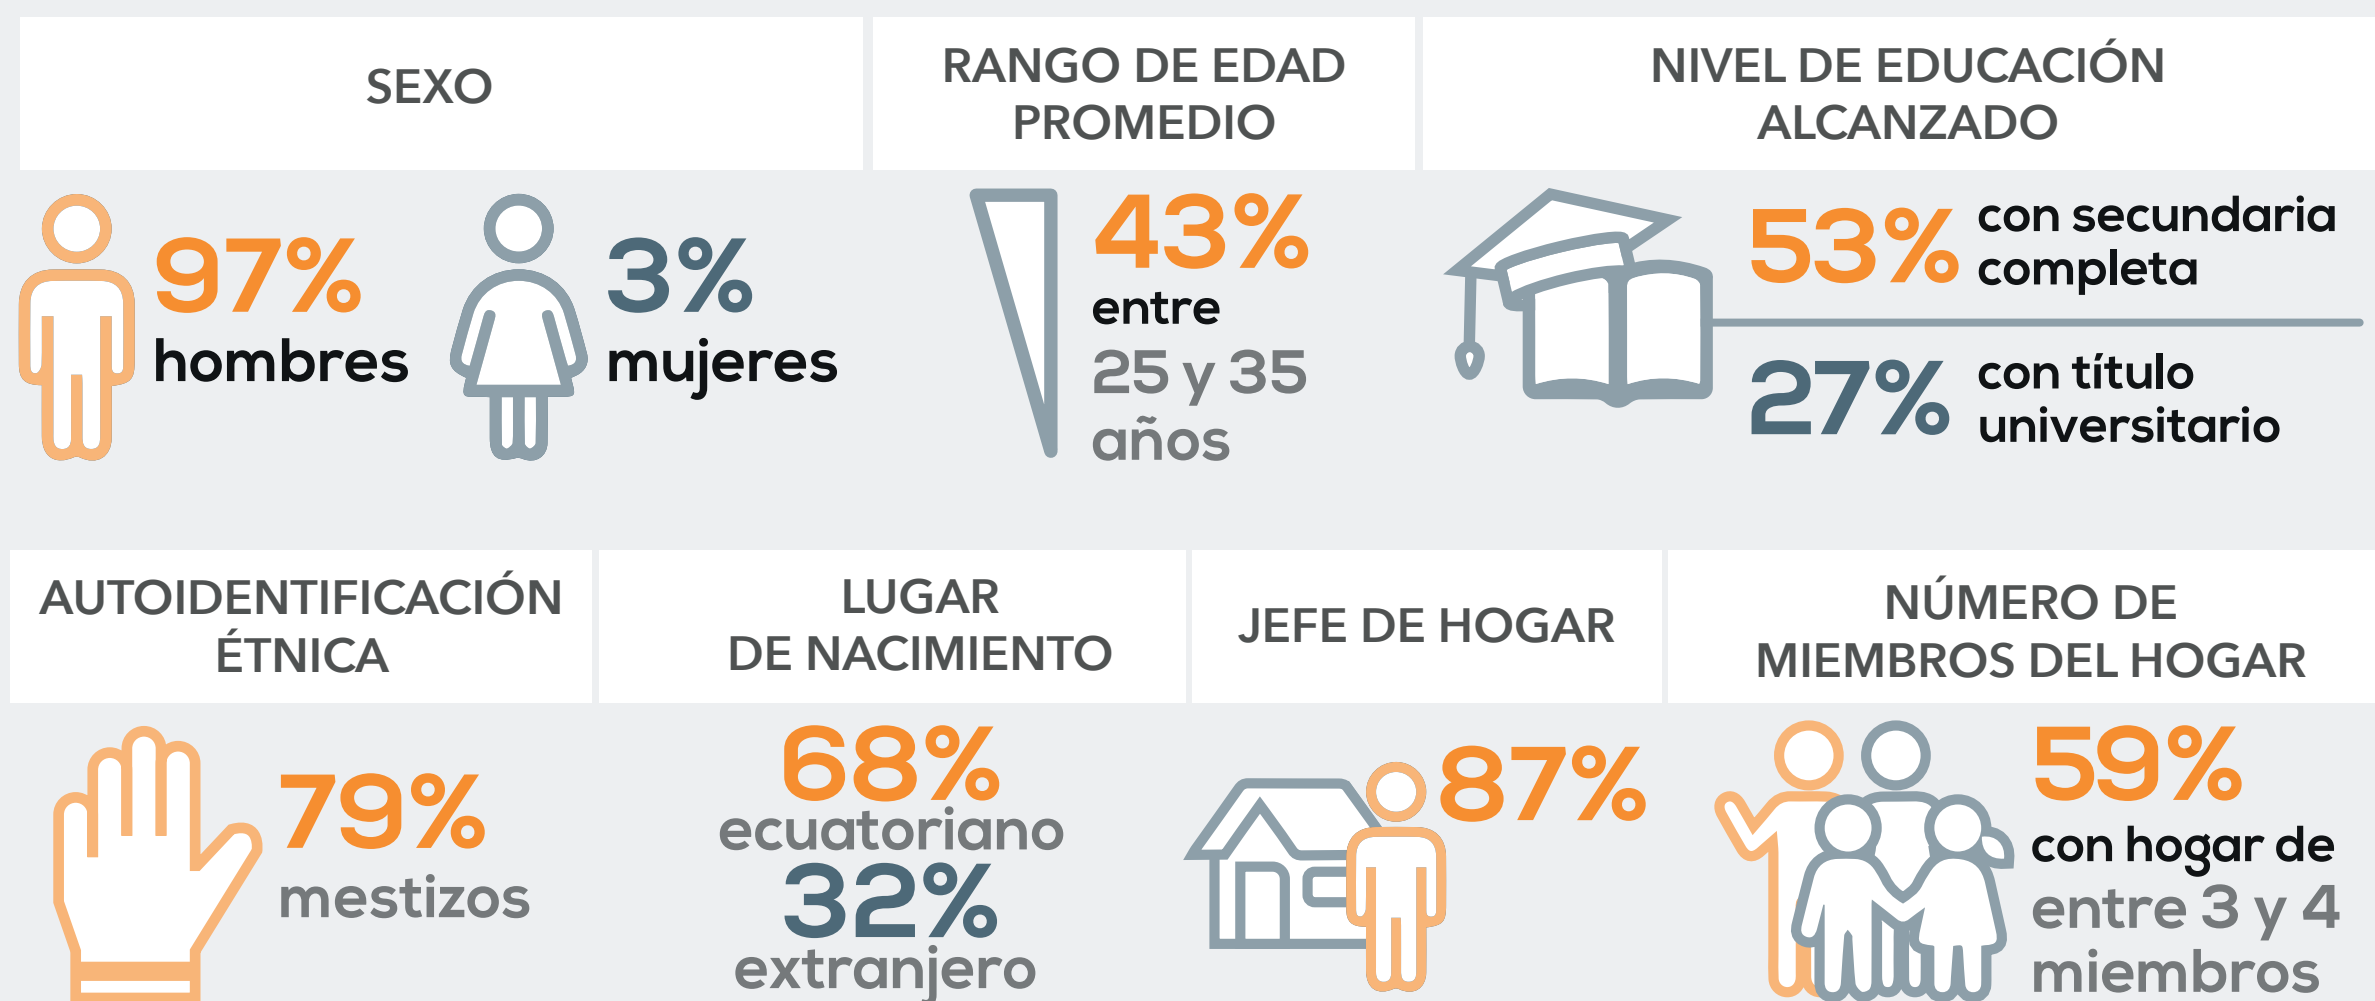 SEXO
97%
hombres
3%
mujeres
RANGO DE EDAD
PROMEDIO
43%
entre
25 y 35
años
NIVEL DE EDUCACIÓN
ALCANZADO
53% con secundaria
completa
27% con título
universitario
AUTOIDENTIFICACIÓN
ÉTNICA
79%
mestizos
LUGAR
DE NACIMIENTO
68%
ecuatoriano
32%
extranjero
JEFE DE HOGAR
87%
NÚMERO DE
MIEMBROS DEL HOGAR
59%
con hogar de
entre 3 y 4
miembros